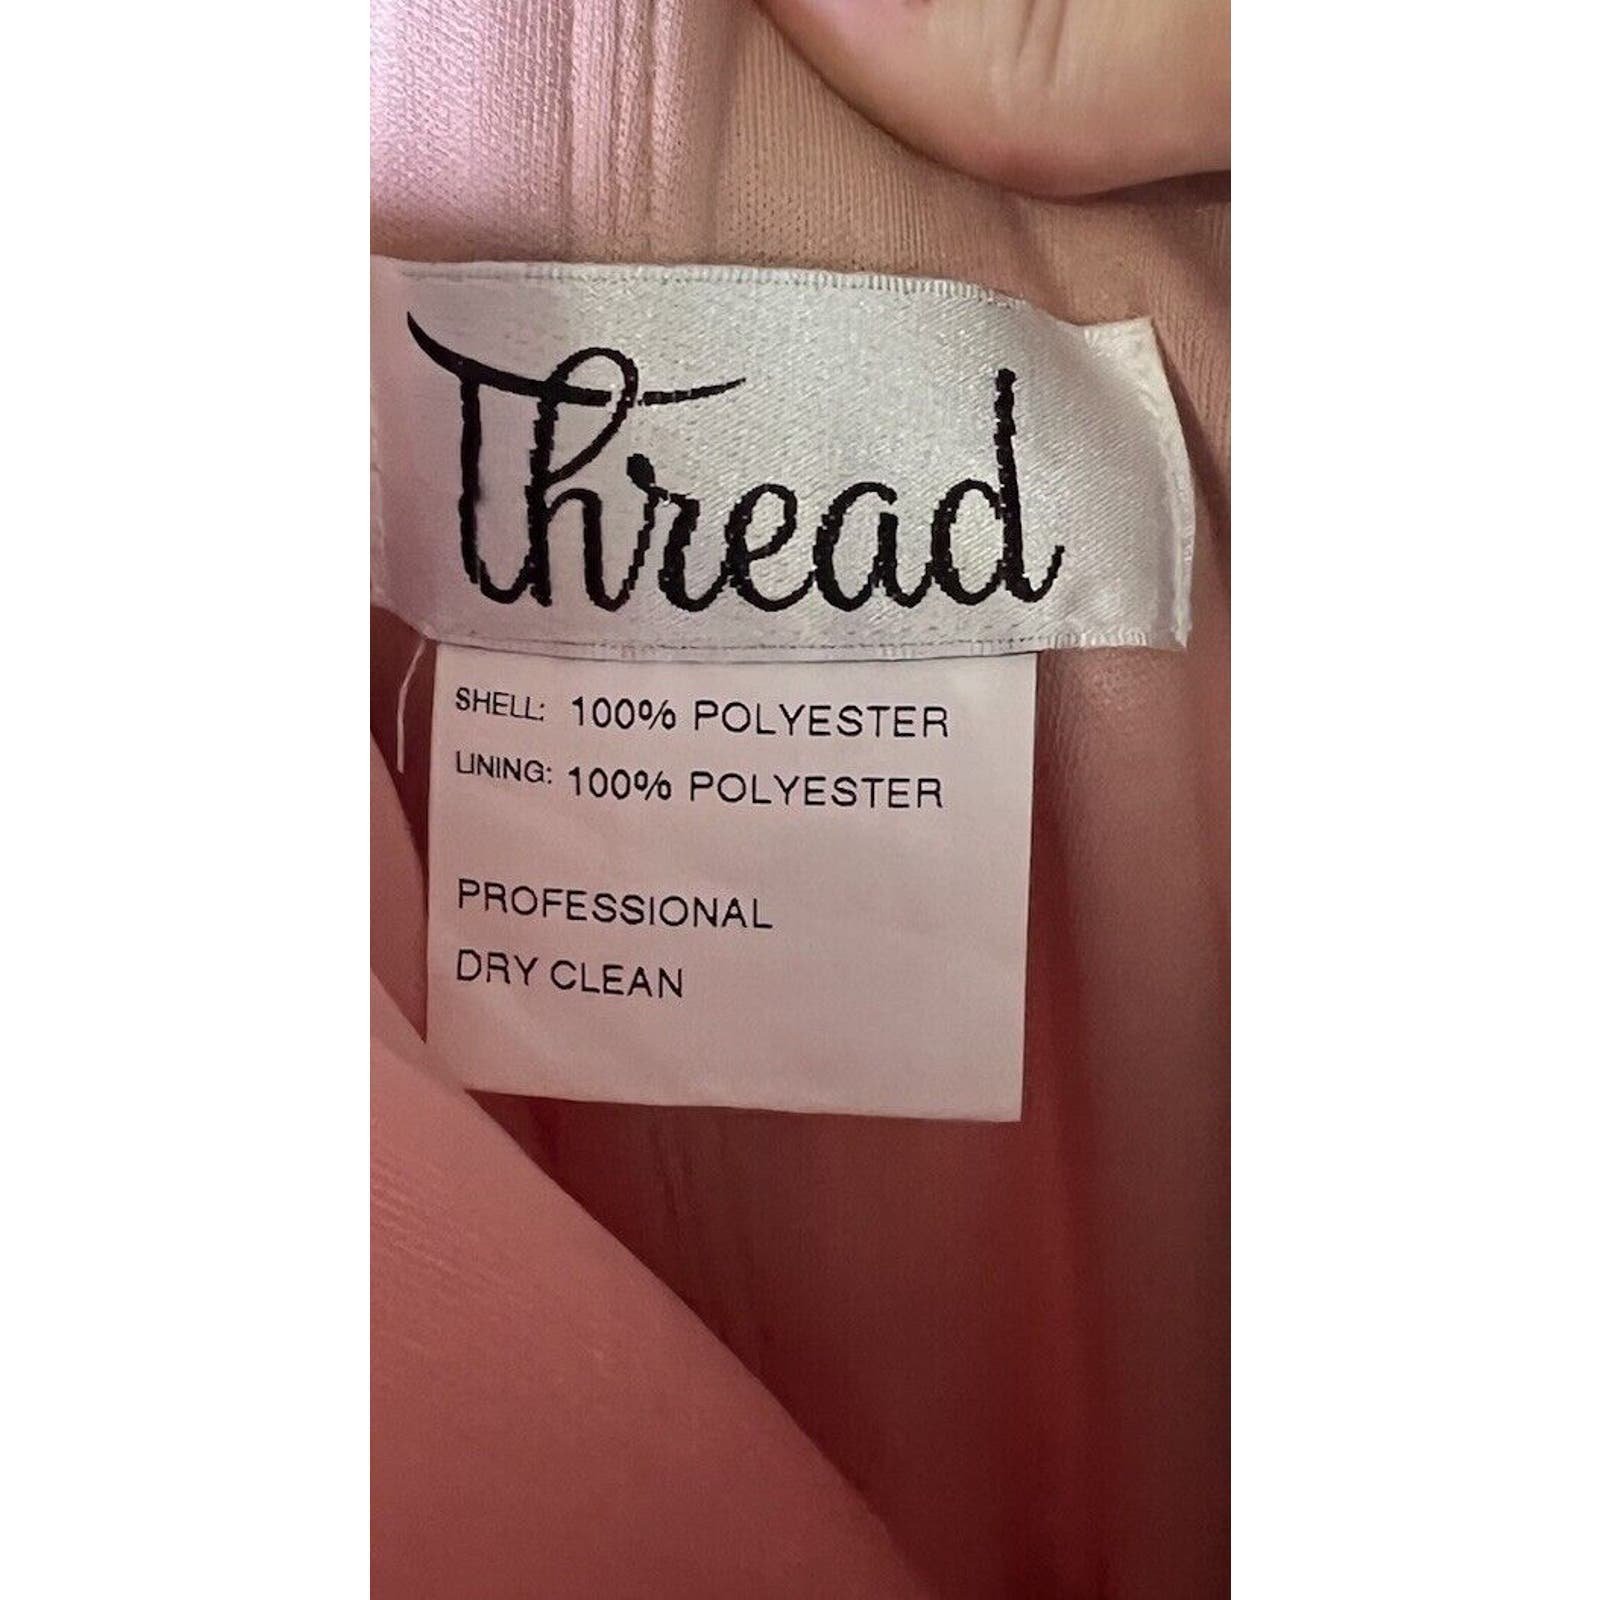 Thread
SHELL: 100% POLYESTER
LINING: 100% POLYESTER
PROFESSIONAL
DRY CLEAN